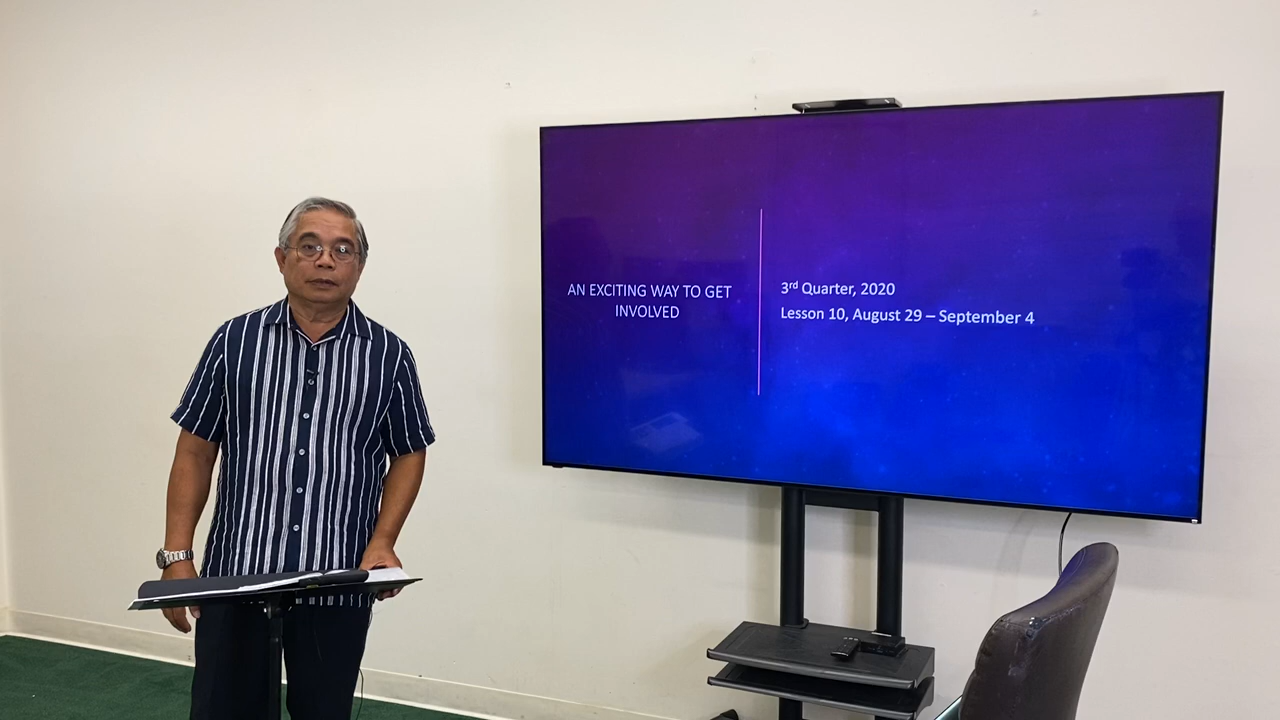 AN EXCITING WAY TO GET
INVOLVED
3rd Quarter, 2020
Lesson 10, August 29 – September 4